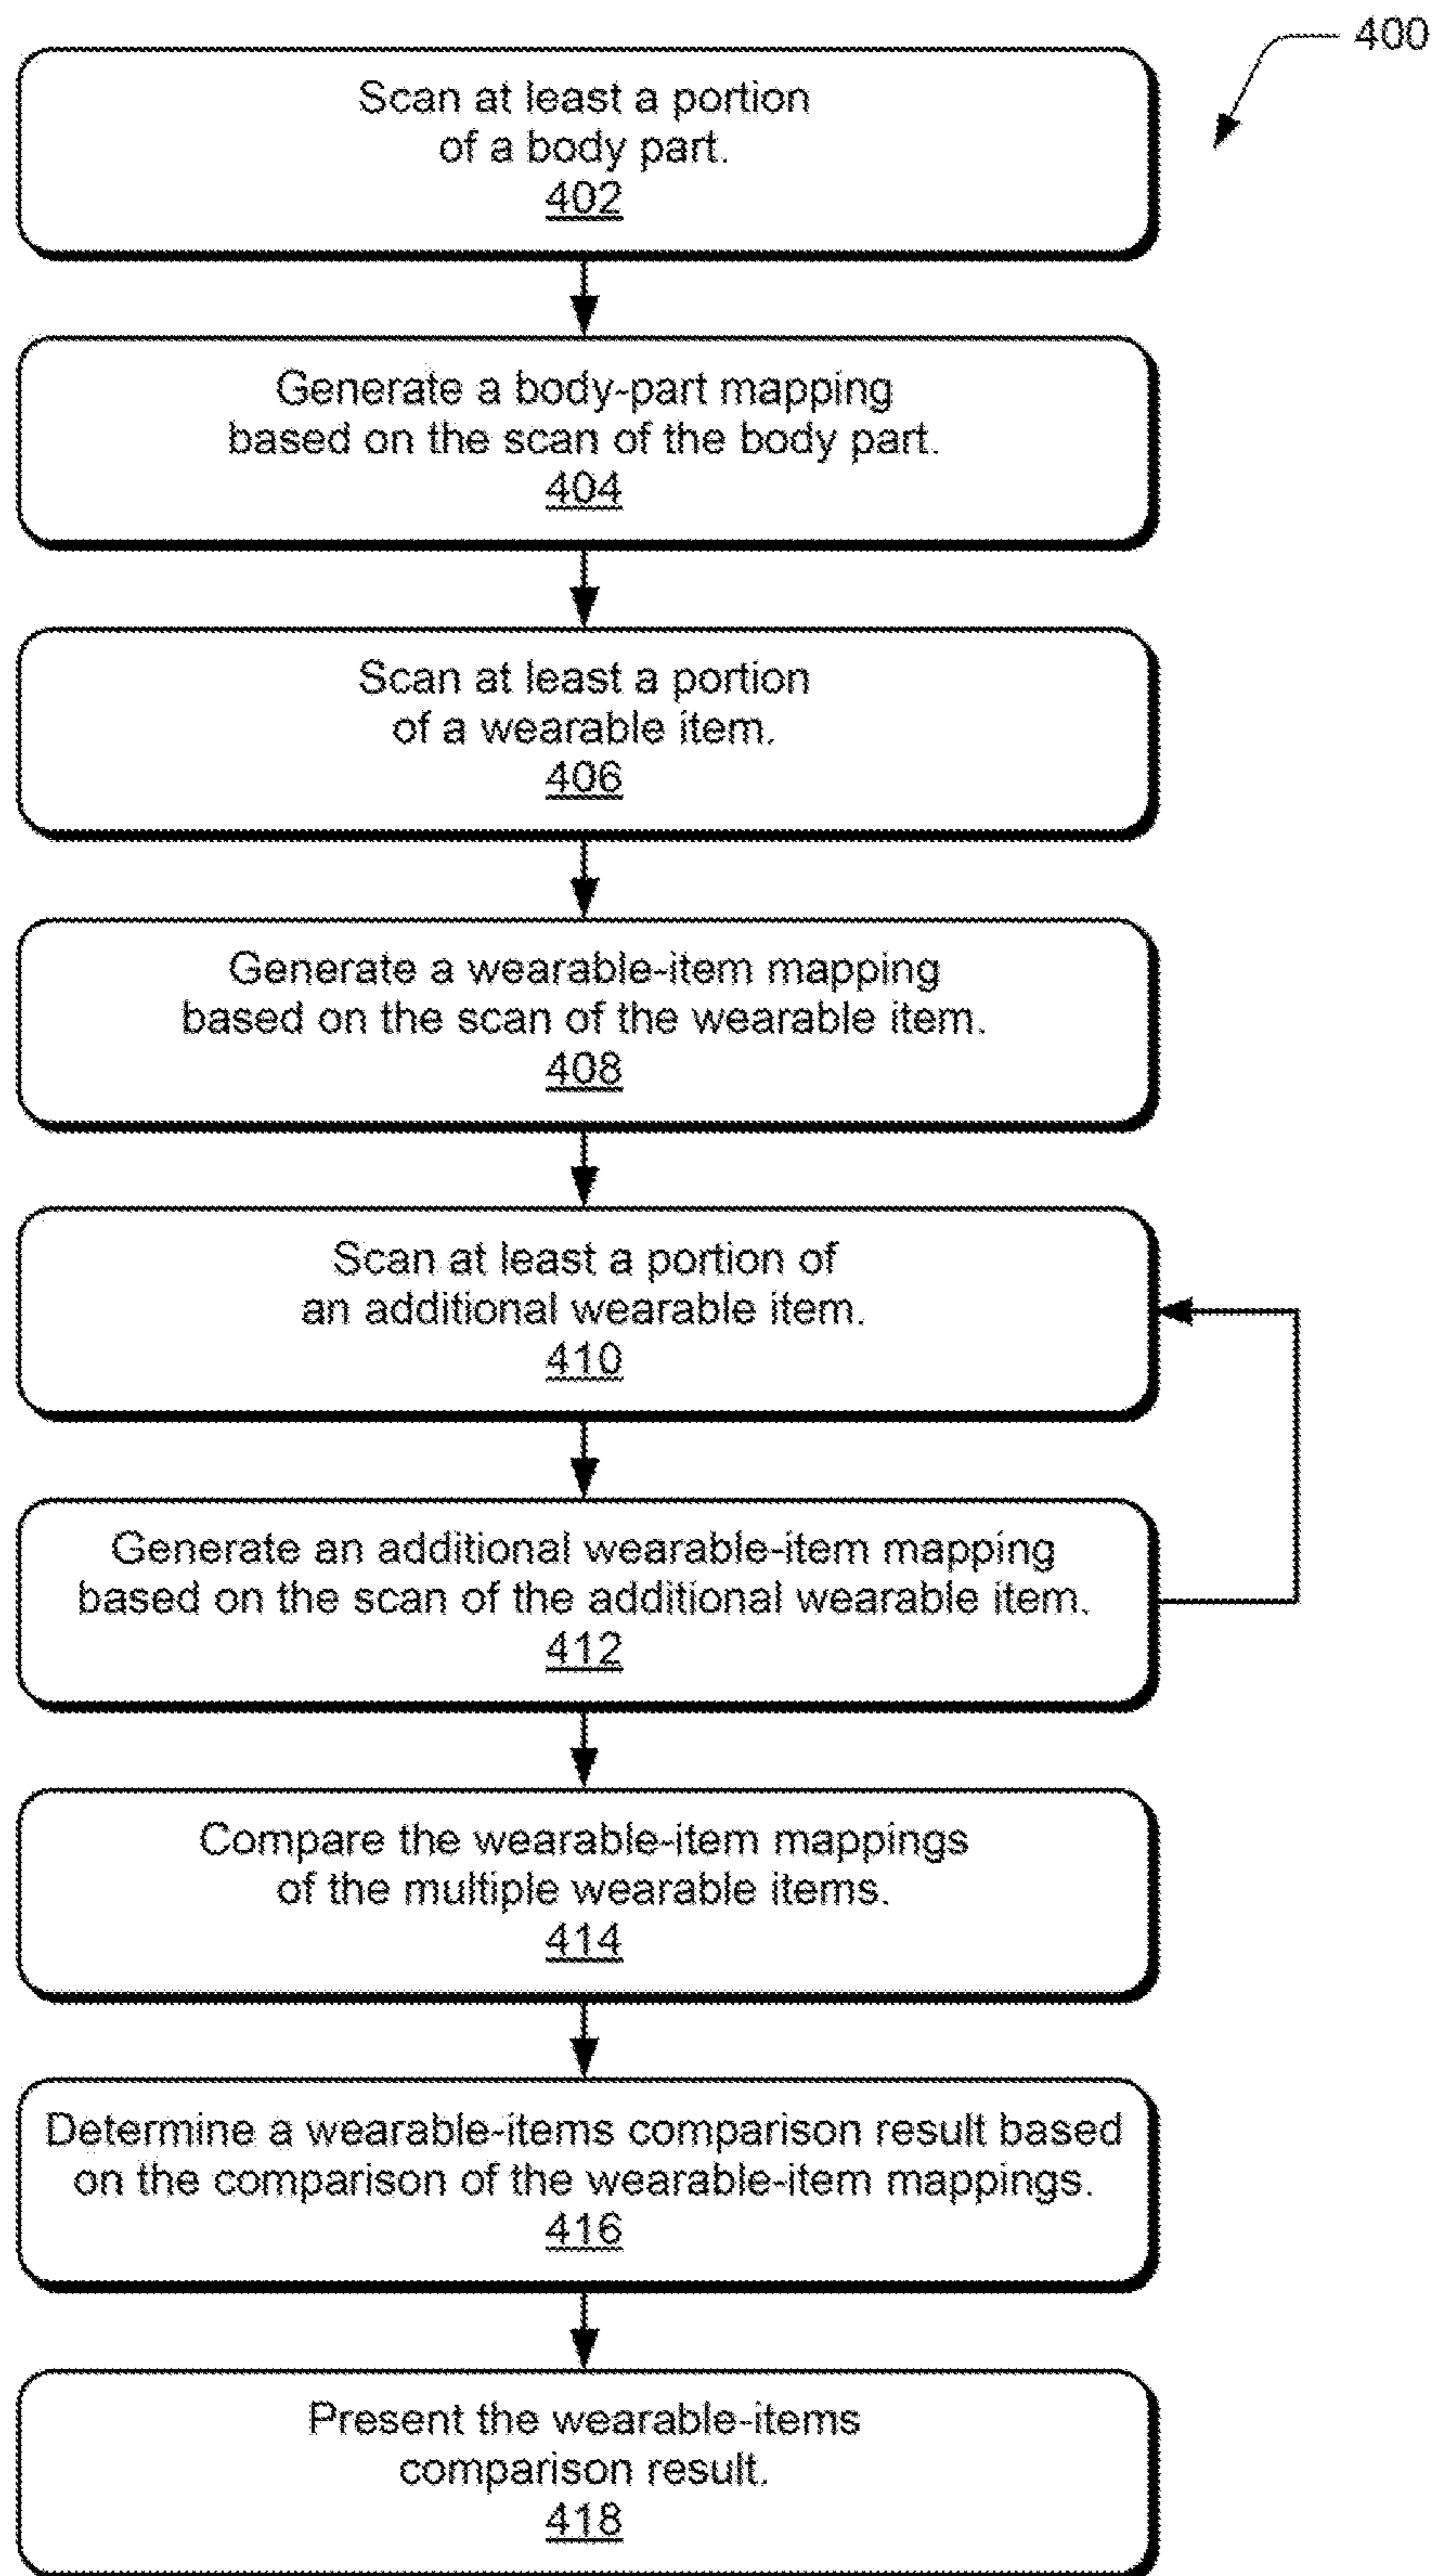 400
Scan at least a portion
of a body part.
402
Generate a body-part mapping
based on the scan of the body part.
404
Scan at least a portion
of a wearable item.
406
Generate a wearable-item mapping
based on the scan of the wearable item.
408
Scan at least a portion of
an additional wearable item.
410
Generate an additional wearable-item mapping
based on the scan of the additional wearable item.
412
Compare the wearable-item mappings
of the multiple wearable items.
414
Determine a wearable-items comparison result based
on the comparison of the wearable-item mappings.
416
Present the wearable-items
comparison result.
418